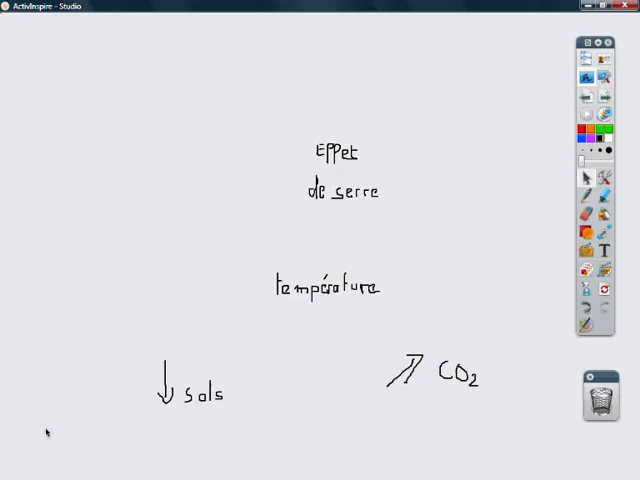 ActivInspire - Studio
Effet
de serre
température
↓ sols
↗ CO2